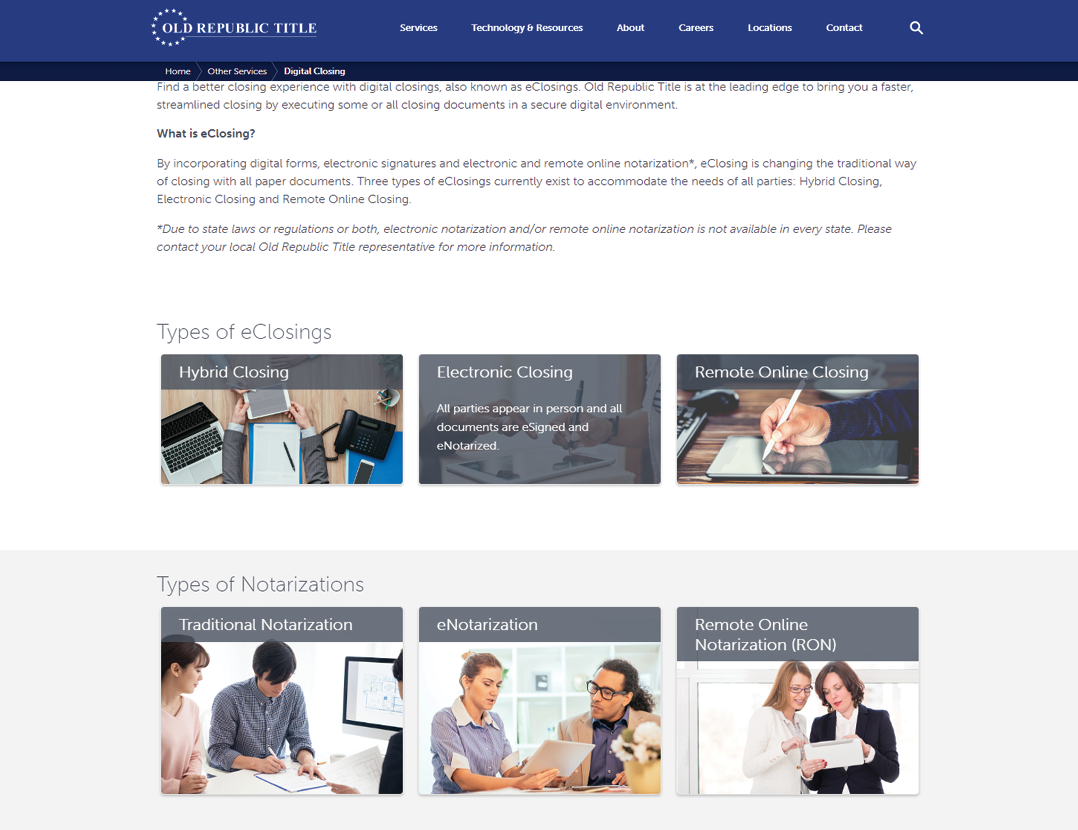 OLD REPUBLIC TITLE
Services
Technology & Resources
About
Careers
Locations
Contact
Home
Other Services
Digital Closing
Find a better closing experience with digital closings, also known as eClosings. Old Republic Title is at the leading edge to bring you a faster,
streamlined closing by executing some or all closing documents in a secure digital environment.
What is eClosing?
By incorporating digital forms, electronic signatures and electronic and remote online notarization*, eClosing is changing the traditional way
of closing with all paper documents. Three types of eClosings currently exist to accommodate the needs of all parties: Hybrid Closing,
Electronic Closing and Remote Online Closing.
*Due to state laws or regulations or both, electronic notarization and/or remote online notarization is not available in every state. Please
contact your local Old Republic Title representative for more information.
Types of eClosings
Hybrid Closing
Electronic Closing
All parties appear in person and all
documents are eSigned and
eNotarized.
Remote Online Closing
Types of Notarizations
Traditional Notarization
eNotarization
Remote Online
Notarization (RON)